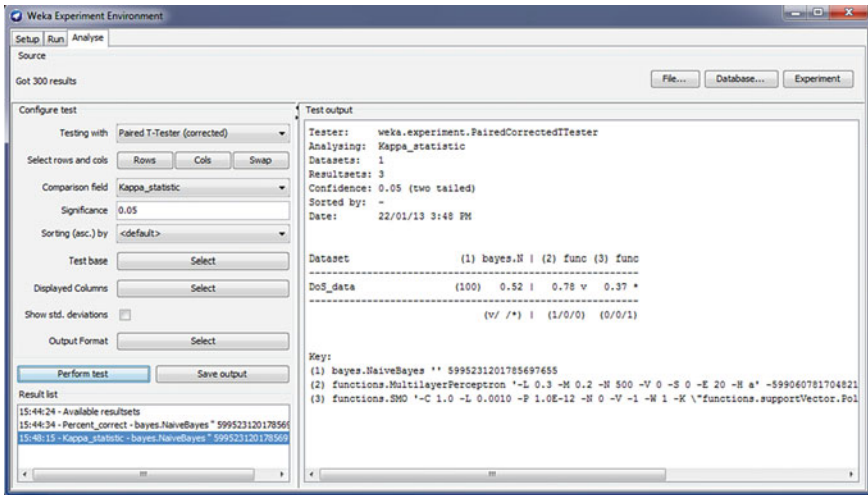 Weka Experiment Environment
Setup Run Analyse
Source
Got 300 results
File... Database... Experiment
Configure test
Testing with Paired T-Tester (corrected)
Select rows and cols Rows Cols Swap
Comparison field Kappa_statistic
Significance 0.05
Sorting (asc.) by <default>
Test base Select
Displayed Columns Select
Show std. deviations
Output Format Select
Perform test Save output
Result list
15:44:24 - Available resultsets
15:44:34 - Percent_correct - bayes.NaiveBayes '' 599523120178569
15:48:15 - Kappa_statistic - bayes.NaiveBayes '' 599523120178569
Test output
Tester: weka.experiment.PairedCorrectedTTester
Analysing: Kappa_statistic
Datasets: 1
Resultsets: 3
Confidence: 0.05 (two tailed)
Sorted by: -
Date: 22/01/13 3:48 PM
Dataset (1) bayes.N | (2) func (3) func
----------------------------------------------------------
DoS_data (100) 0.52 | 0.78 v 0.37 *
----------------------------------------------------------
(v/ /*) | (1/0/0) (0/0/1)
Key:
(1) bayes.NaiveBayes '' 5995231201785697655
(2) functions.MultilayerPerceptron '-L 0.3 -M 0.2 -N 500 -V 0 -S 0 -E 20 -H a' -5990607817048210
(3) functions.SMO '-C 1.0 -L 0.0010 -P 1.0E-12 -N 0 -V -1 -W 1 -K \"functions.supportVector.Pol